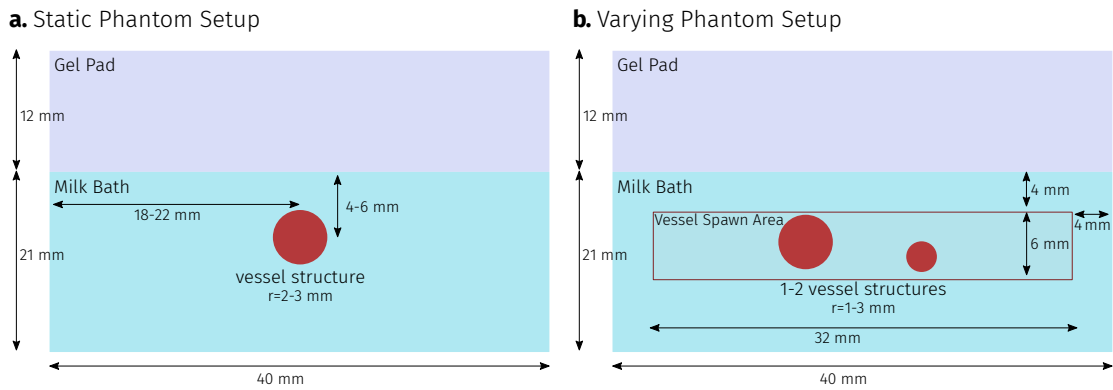 a. Static Phantom Setup
Gel Pad
12 mm
Milk Bath
4-6 mm
18-22 mm
21 mm
vessel structure
r=2-3 mm
40 mm
b. Varying Phantom Setup
Gel Pad
12 mm
Milk Bath
4 mm
Vessel Spawn Area
4 mm
6 mm
21 mm
1-2 vessel structures
r=1-3 mm
32 mm
40 mm